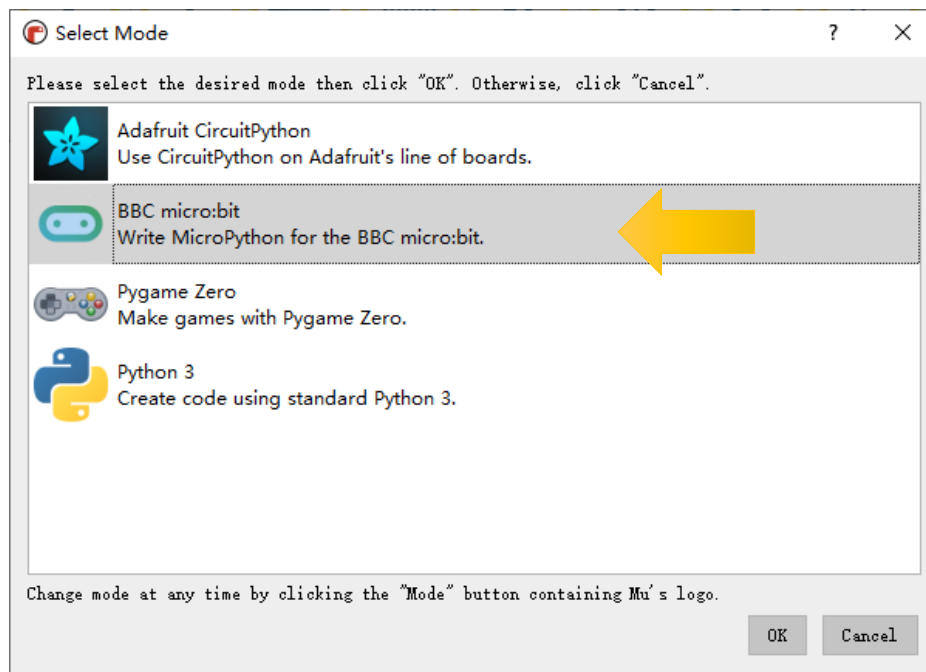 Select Mode
Please select the desired mode then click "OK". Otherwise, click "Cancel".
Adafruit CircuitPython
Use CircuitPython on Adafruit's line of boards.
BBC micro:bit
Write MicroPython for the BBC micro:bit.
Pygame Zero
Make games with Pygame Zero.
Python 3
Create code using standard Python 3.
Change mode at any time by clicking the "Mode" button containing Mu's logo.
OK Cancel